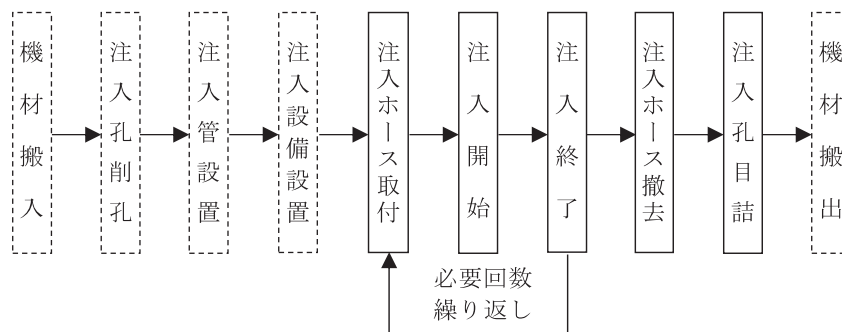 機材搬入
注入孔削孔
注入管設置
注入設備設置
注入ホース取付
注入開始
注入終了
注入ホース撤去
注入孔目詰
機材搬出
必要回数
繰り返し